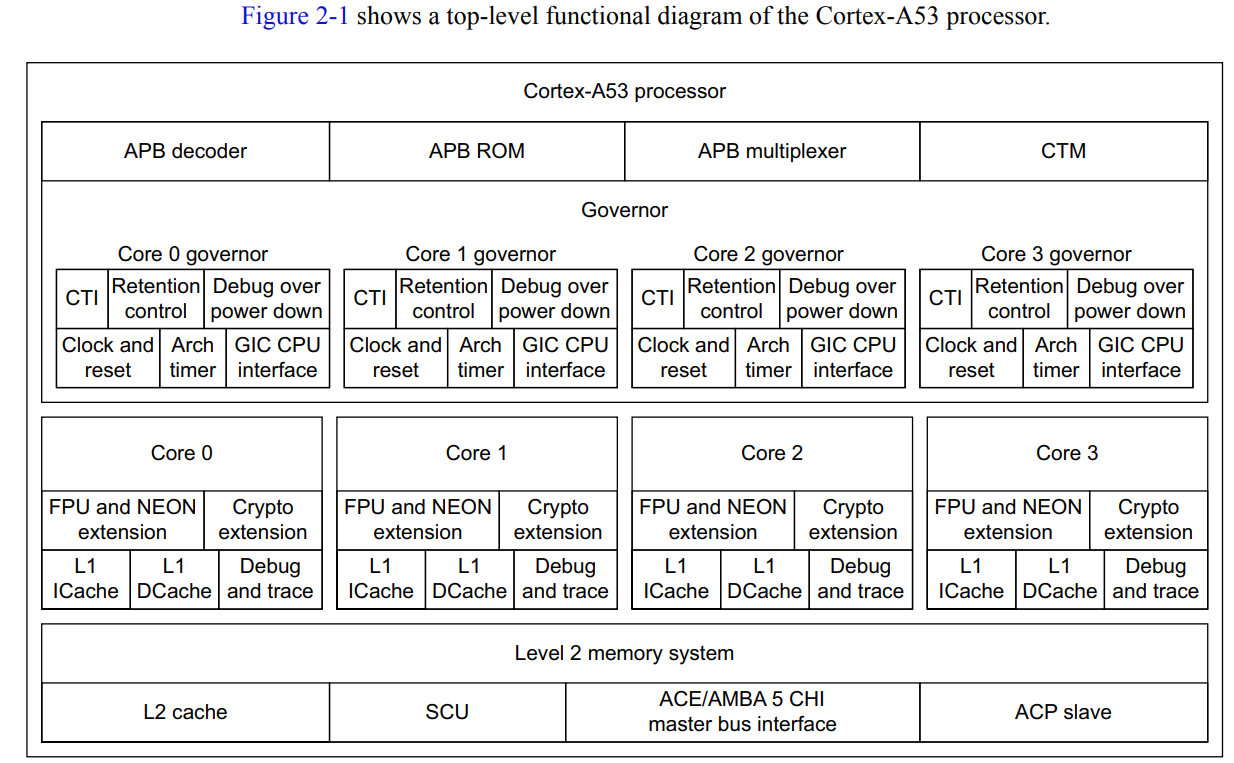 Figure 2-1 shows a top-level functional diagram of the Cortex-A53 processor.
Cortex-A53 processor
APB decoder
APB ROM
APB multiplexer
CTM
Governor
Core 0 governor
CTI
Retention
control
Debug over
power down
Clock and
reset
Arch
timer
GIC CPU
interface
Core 1 governor
CTI
Retention
control
Debug over
power down
Clock and
reset
Arch
timer
GIC CPU
interface
Core 2 governor
CTI
Retention
control
Debug over
power down
Clock and
reset
Arch
timer
GIC CPU
interface
Core 3 governor
CTI
Retention
control
Debug over
power down
Clock and
reset
Arch
timer
GIC CPU
interface
Core 0
FPU and NEON
extension
Crypto
extension
L1
ICache
L1
DCache
Debug
and trace
Core 1
FPU and NEON
extension
Crypto
extension
L1
ICache
L1
DCache
Debug
and trace
Core 2
FPU and NEON
extension
Crypto
extension
L1
ICache
L1
DCache
Debug
and trace
Core 3
FPU and NEON
extension
Crypto
extension
L1
ICache
L1
DCache
Debug
and trace
Level 2 memory system
L2 cache
SCU
ACE/AMBA 5 CHI
master bus interface
ACP slave